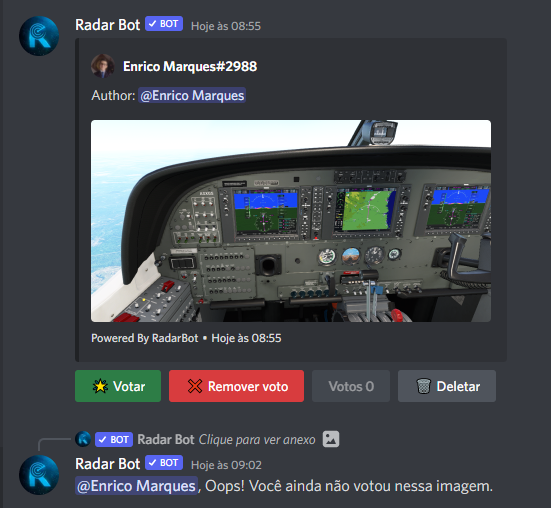 Radar Bot ✓ BOT Hoje às 08:55
Enrico Marques#2988
Author: @Enrico Marques
Powered By RadarBot • Hoje às 08:55
Votar Remover voto Votos 0 Deletar
✓ BOT Radar Bot Clique para ver anexo
Radar Bot ✓ BOT Hoje às 09:02
@Enrico Marques, Oops! Você ainda não votou nessa imagem.